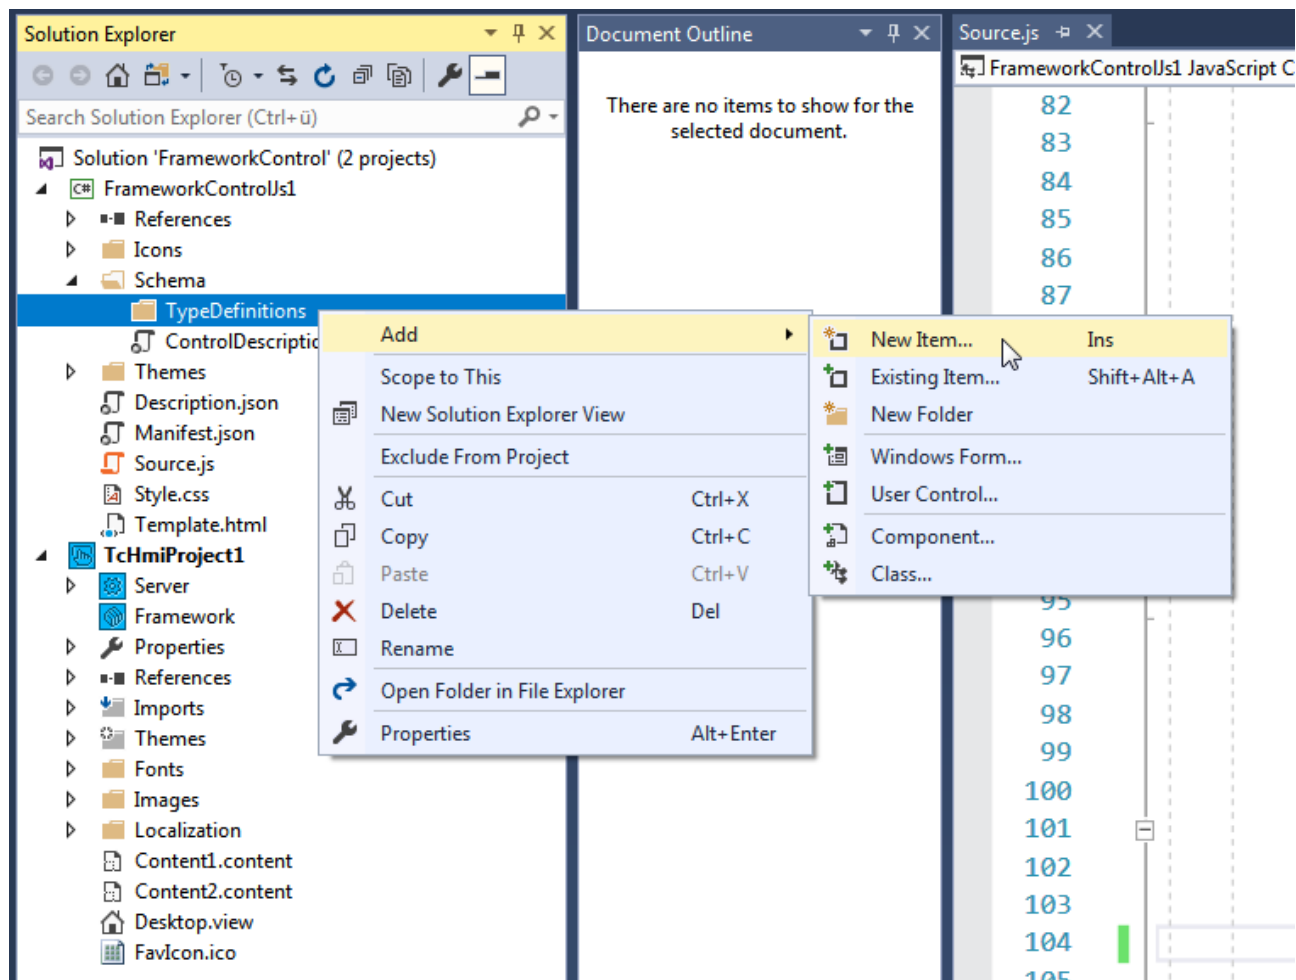 Solution Explorer
Search Solution Explorer (Ctrl+ü)
Solution 'FrameworkControl' (2 projects)
C# FrameworkControlJs1
References
Icons
Schema
TypeDefinitions
Themes
Description.json
Manifest.json
Source.js
Style.css
Template.html
TcHmiProject1
Server
Framework
Properties
References
Imports
Themes
Fonts
Images
Localization
Content1.content
Content2.content
Desktop.view
FavIcon.ico
Add
Scope to This
New Solution Explorer View
Exclude From Project
Cut Ctrl+X
Copy Ctrl+C
Paste Ctrl+V
Delete Del
Rename
Open Folder in File Explorer
Properties Alt+Enter
New Item... Ins
Existing Item... Shift+Alt+A
New Folder
Windows Form...
User Control...
Component...
Class...
Document Outline
There are no items to show for the
selected document.
Source.js
FrameworkControlJs1 JavaScript
82
83
84
85
86
87
95
96
97
98
99
100
101
102
103
104
105